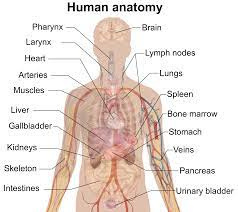 Human anatomy
Pharynx
Larynx
Heart
Arteries
Muscles
Liver
Gallbladder
Kidneys
Skeleton
Intestines
Brain
Lymph nodes
Lungs
Spleen
Bone marrow
Stomach
Veins
Pancreas
Urinary bladder